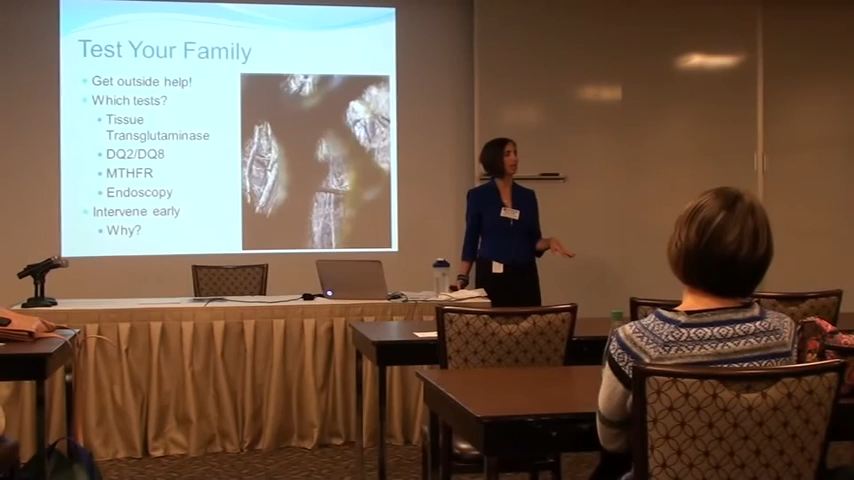 Test Your Family
Get outside help!
Which tests?
Tissue
Transglutaminase
DQ2/DQ8
MTHFR
Endoscopy
Intervene early
Why?